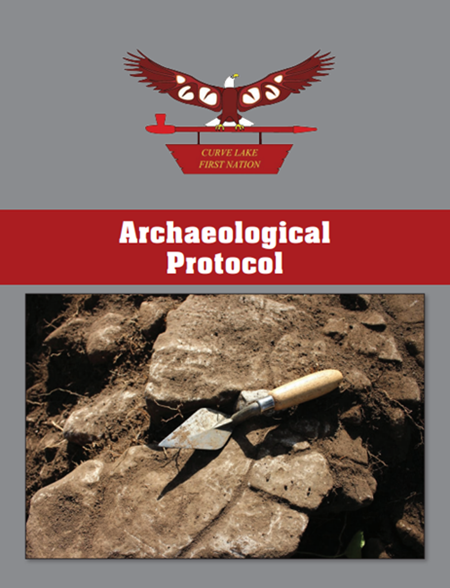 CURVE LAKE
FIRST NATION
Archaeological
Protocol